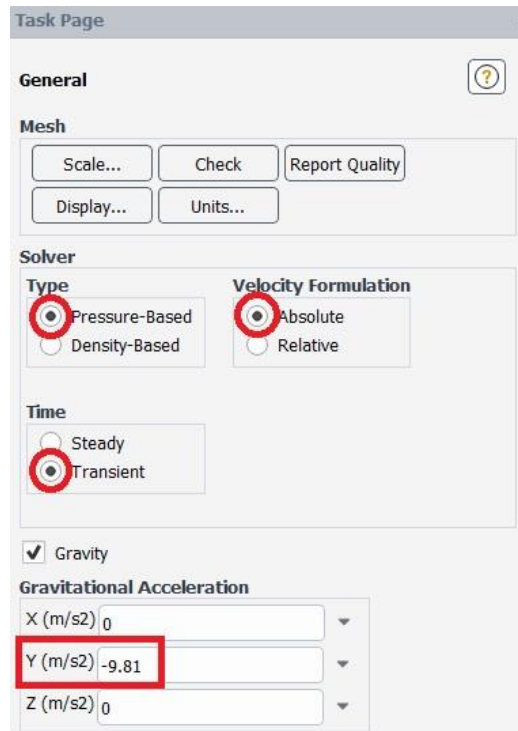 Task Page
General
?
Mesh
Scale... Check Report Quality
Display... Units...
Solver
Type Velocity Formulation
Pressure-Based Absolute
Density-Based Relative
Time
Steady
Transient
Gravity
Gravitational Acceleration
X (m/s2) 0
Y (m/s2) -9.81
Z (m/s2) 0